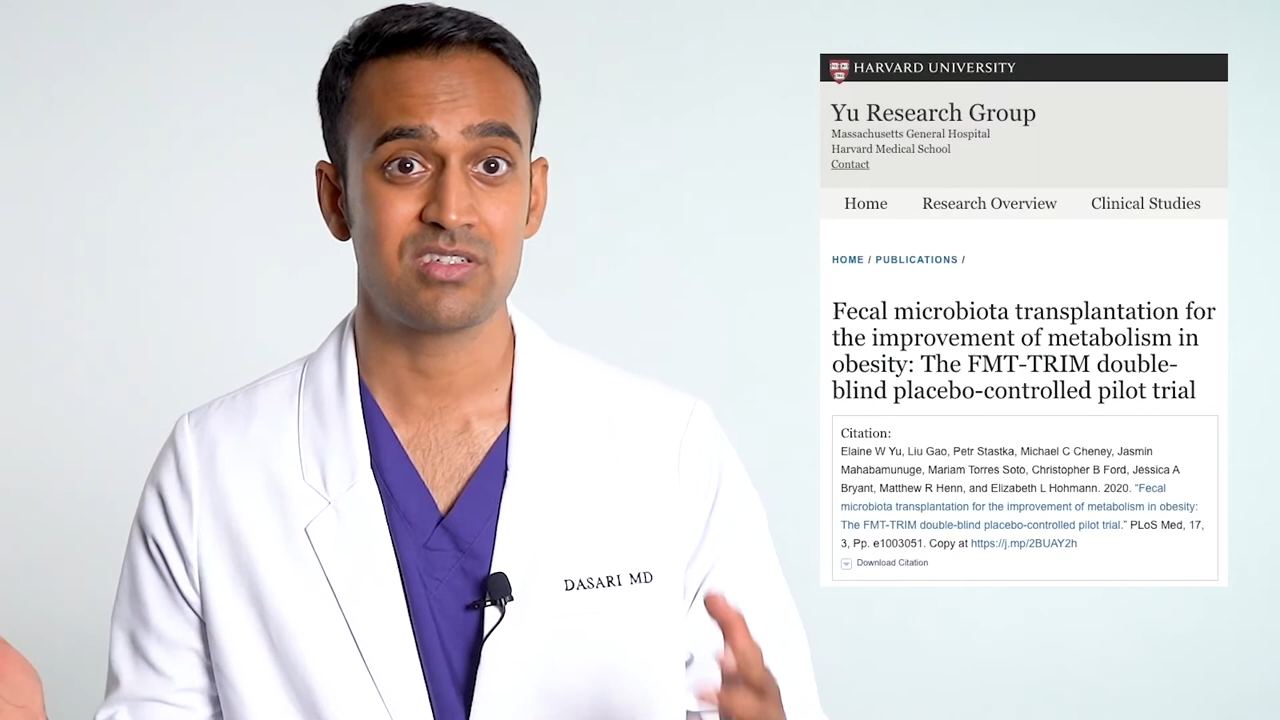 HARVARD UNIVERSITY
Yu Research Group
Massachusetts General Hospital
Harvard Medical School
Contact
Home Research Overview Clinical Studies
HOME / PUBLICATIONS /
Fecal microbiota transplantation for
the improvement of metabolism in
obesity: The FMT-TRIM double-
blind placebo-controlled pilot trial
Citation:
Elaine W Yu, Liu Gao, Petr Stastka, Michael C Cheney, Jasmin
Mahabamunuge, Mariam Torres Soto, Christopher B Ford, Jessica A
Bryant, Matthew R Henn, and Elizabeth L Hohmann. 2020. “Fecal
microbiota transplantation for the improvement of metabolism in obesity:
The FMT-TRIM double-blind placebo-controlled pilot trial.” PLoS Med, 17,
3, Pp. e1003051. Copy at https://j.mp/2BUAY2h
Download Citation
DASARI MD